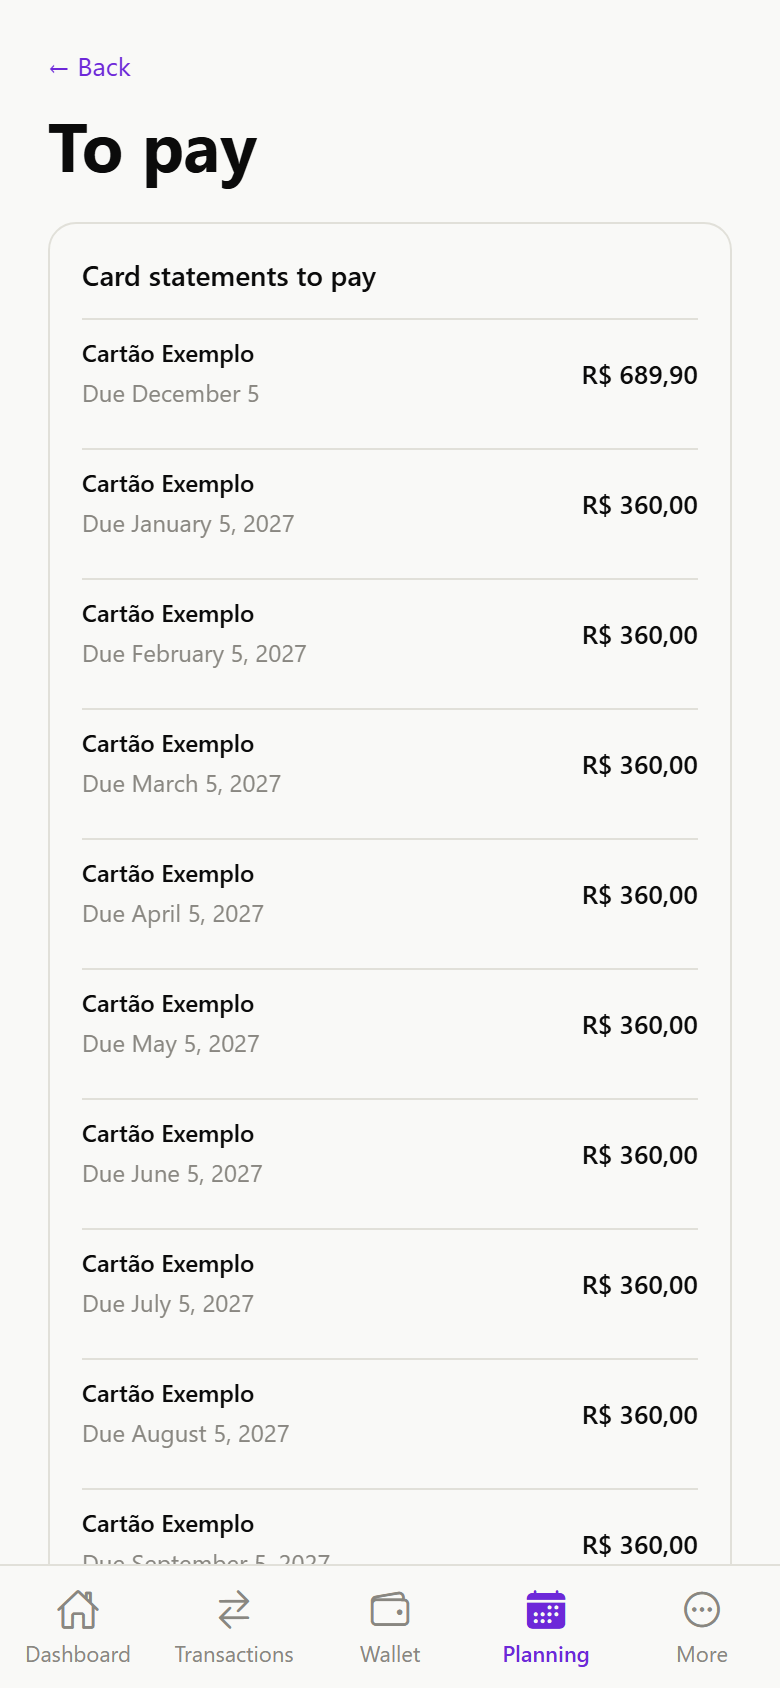 ← Back
To pay
Card statements to pay
Cartão Exemplo
R$ 689,90
Due December 5
Cartão Exemplo
R$ 360,00
Due January 5, 2027
Cartão Exemplo
R$ 360,00
Due February 5, 2027
Cartão Exemplo
R$ 360,00
Due March 5, 2027
Cartão Exemplo
R$ 360,00
Due April 5, 2027
Cartão Exemplo
R$ 360,00
Due May 5, 2027
Cartão Exemplo
R$ 360,00
Due June 5, 2027
Cartão Exemplo
R$ 360,00
Due July 5, 2027
Cartão Exemplo
R$ 360,00
Due August 5, 2027
Cartão Exemplo
R$ 360,00
Due September 5, 2027
Dashboard
Transactions
Wallet
Planning
More